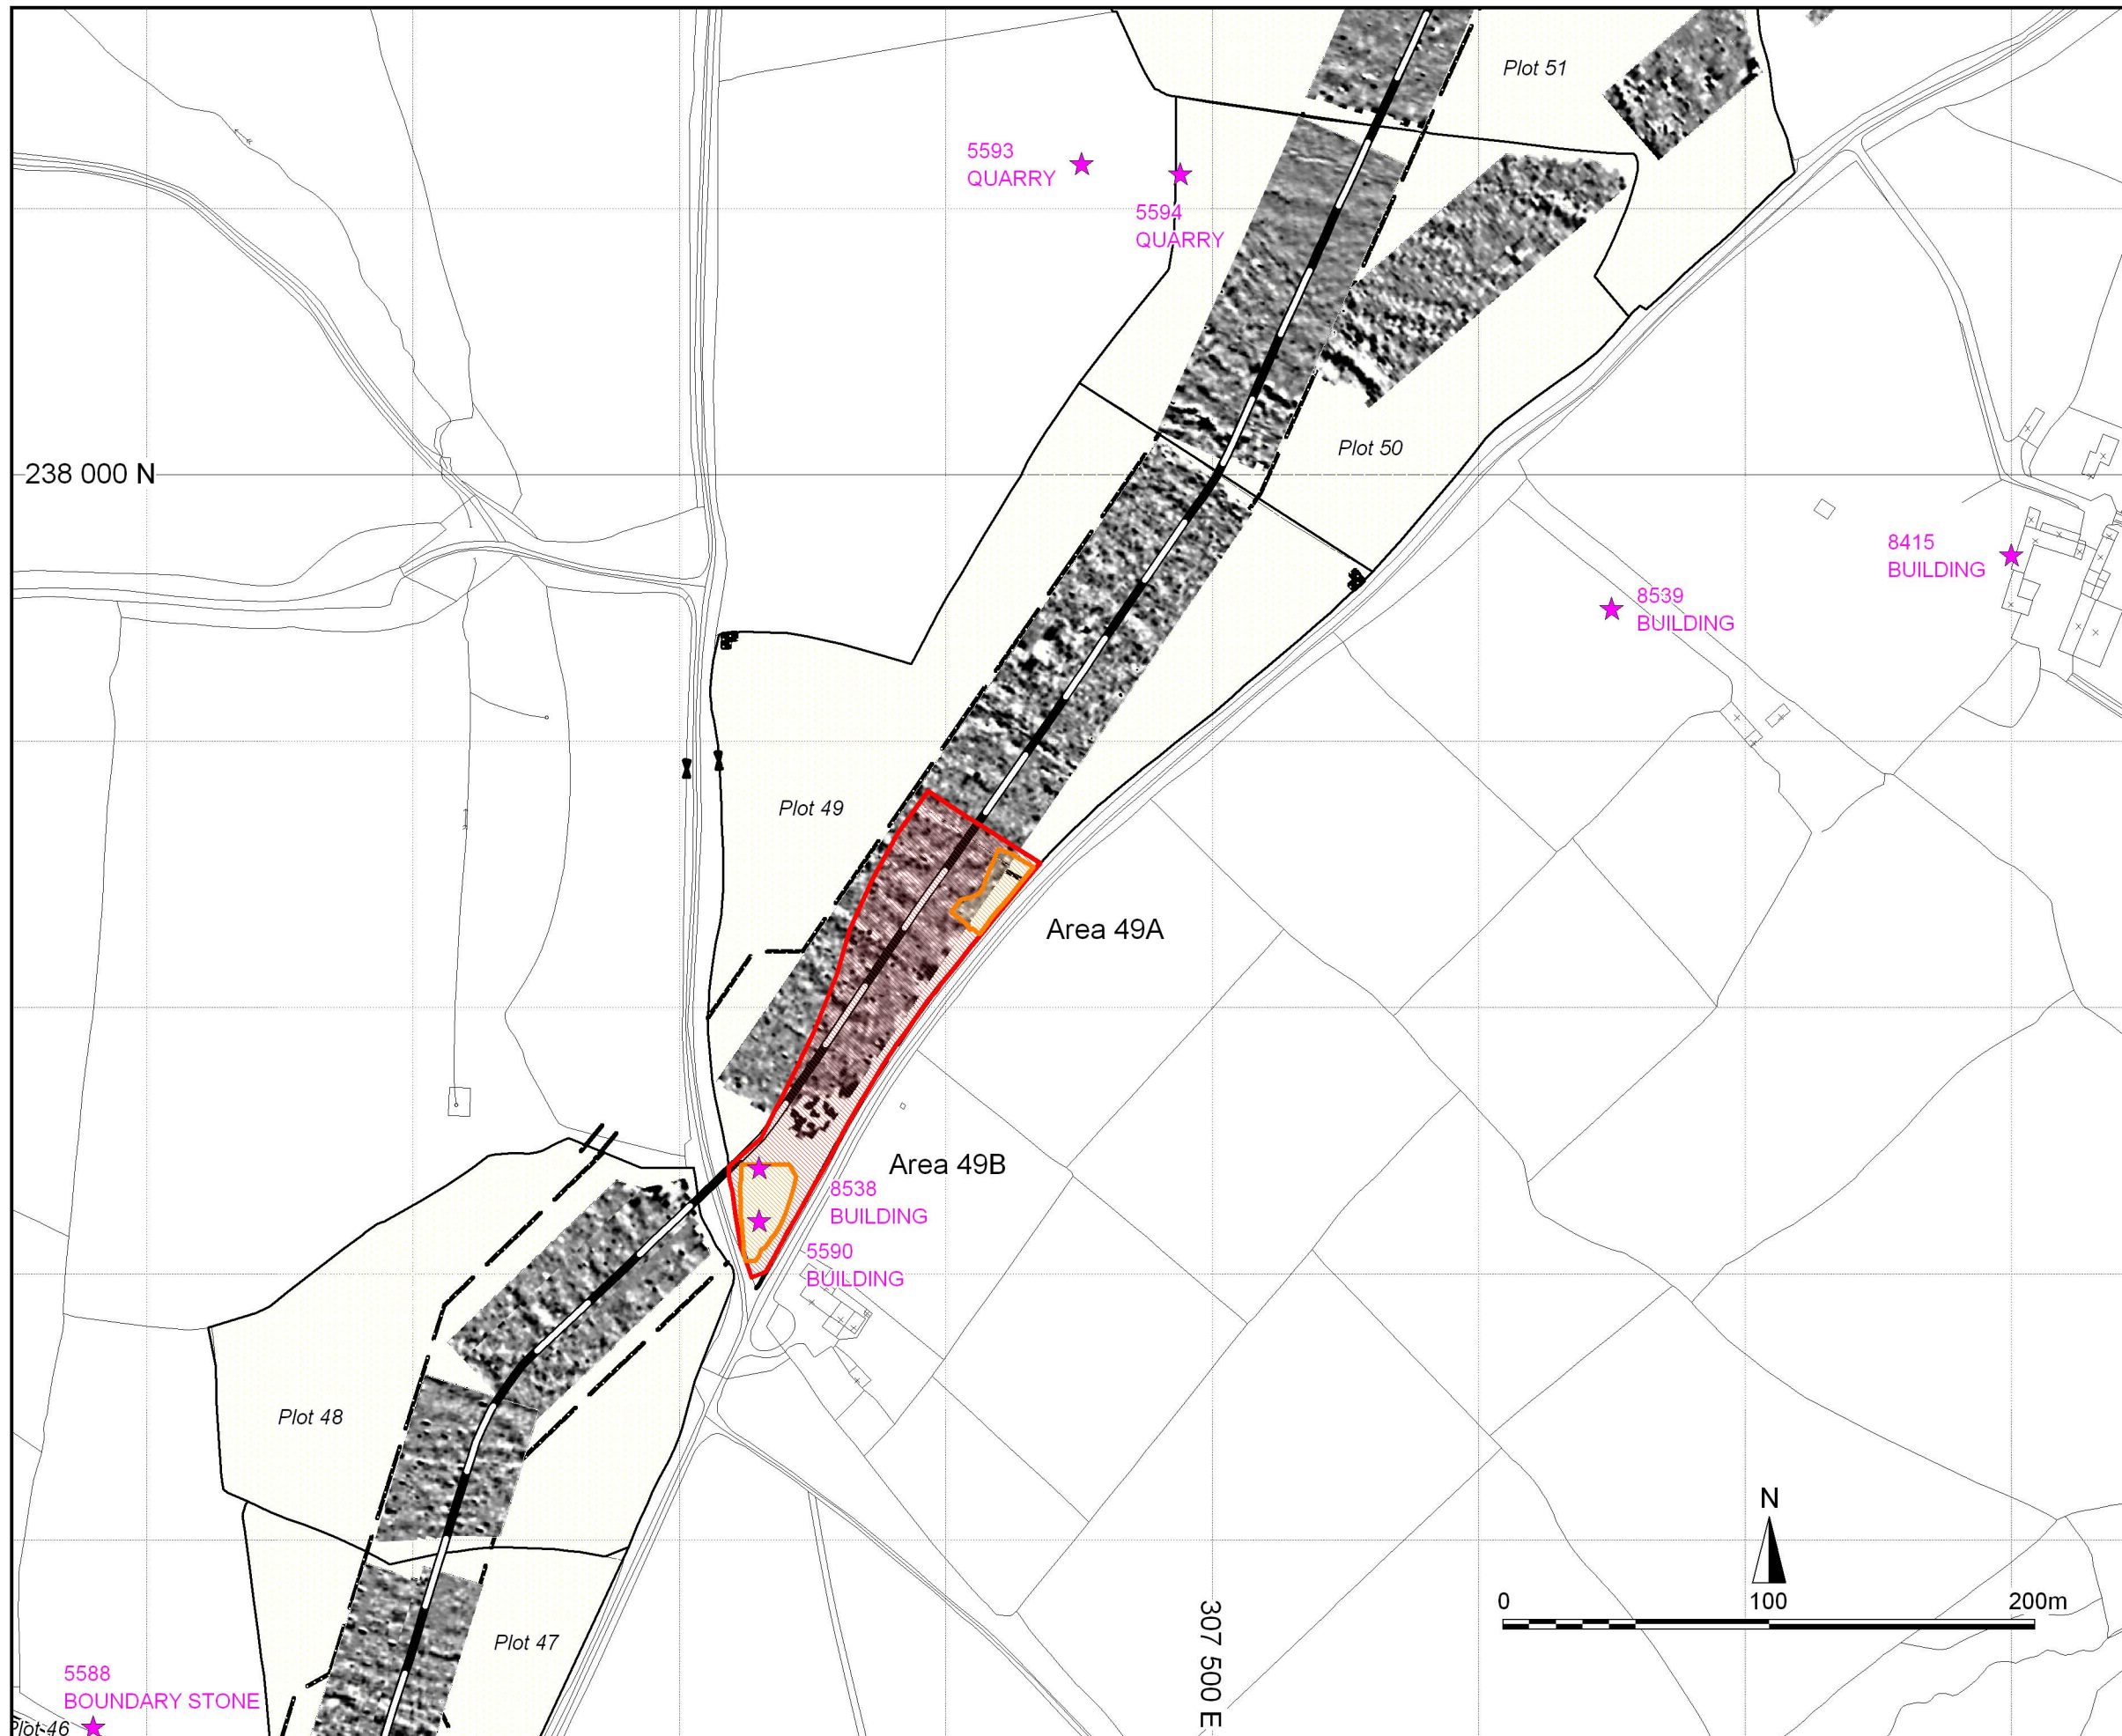 Plot 51
5593
QUARRY
5594
QUARRY
Plot 50
238 000 N
8415
BUILDING
8539
BUILDING
Plot 49
Area 49A
Area 49B
8538
BUILDING
5590
BUILDING
Plot 48
N
0 100 200m
307 500 E
Plot 47
5588
BOUNDARY STONE
Plot 46